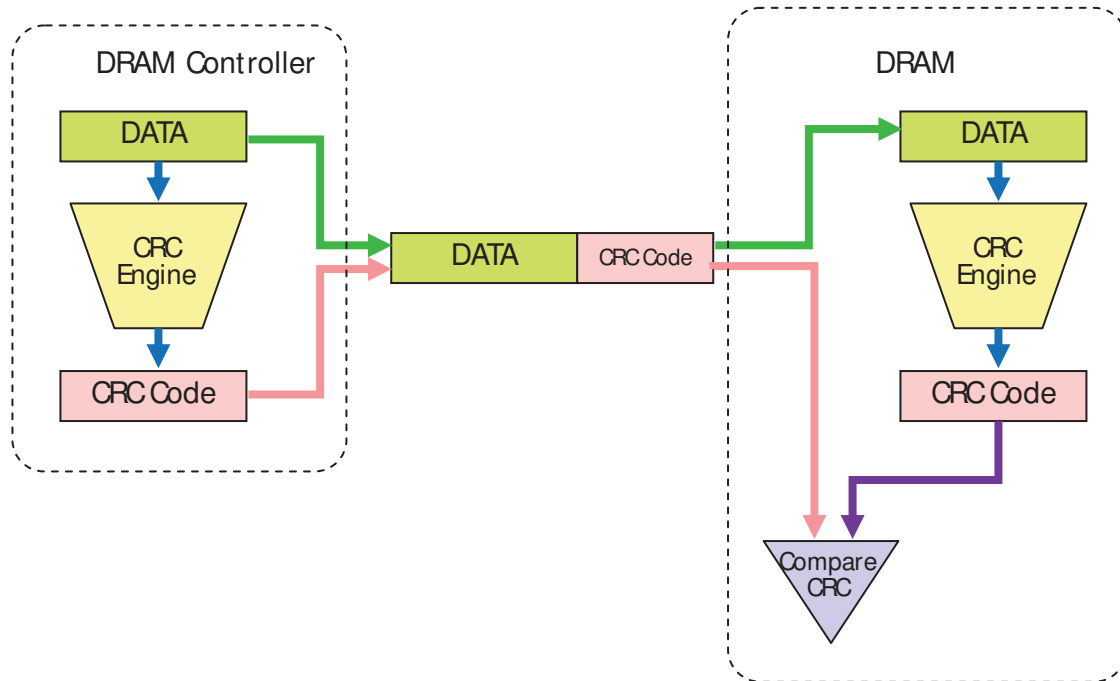 DRAM Controller
DATA
CRC
Engine
CRC Code
DATA
CRC Code
DRAM
DATA
CRC
Engine
CRC Code
Compare
CRC